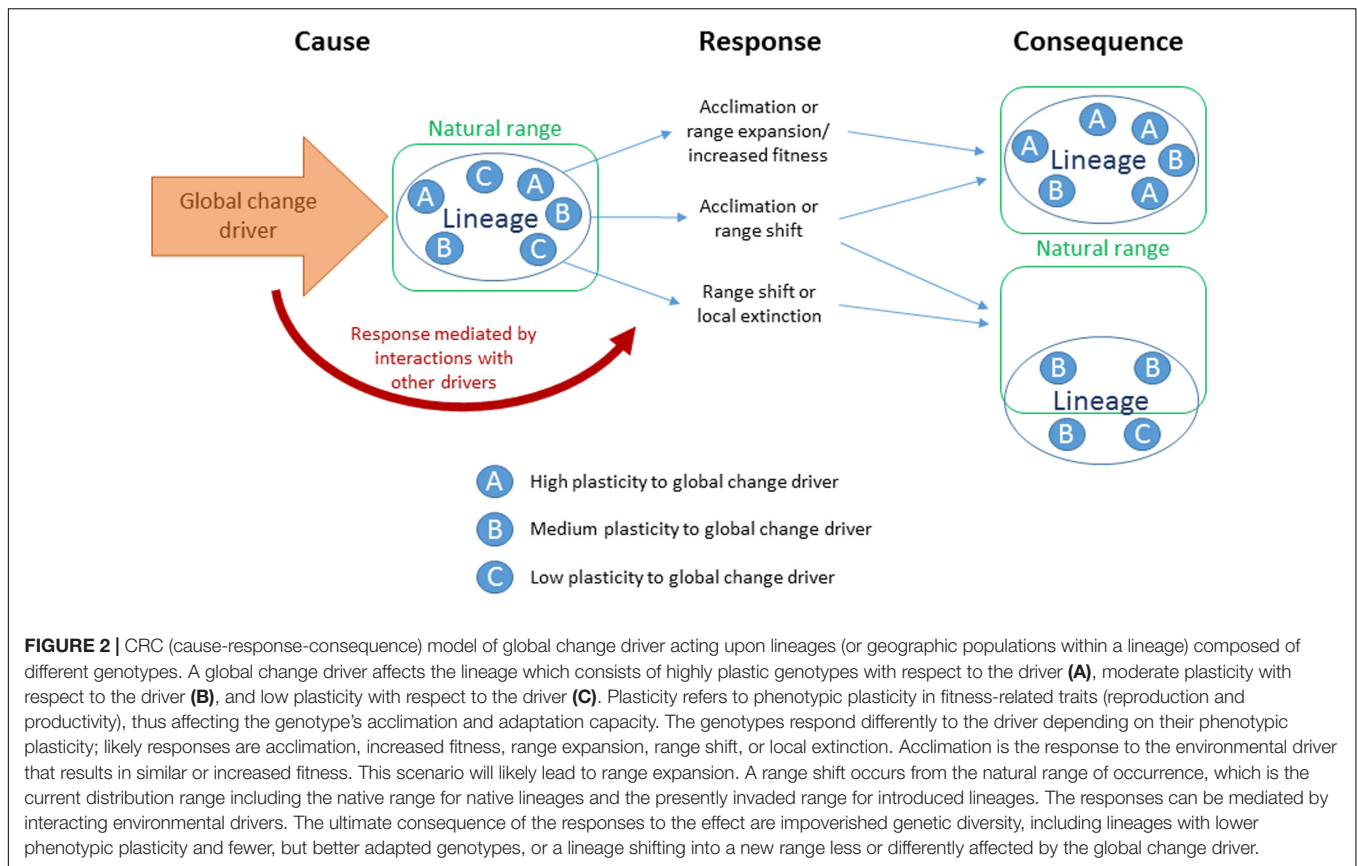 Cause
Response
Consequence
Global change
driver
Natural range
A
C
A
Lineage
B
B
C
Acclimation or
range expansion/
increased fitness
Acclimation or
range shift
Range shift or
local extinction
Response mediated by
interactions with
other drivers
A
A
A
Lineage
B
B
A
Natural range
B
B
Lineage
B
C
A High plasticity to global change driver
B Medium plasticity to global change driver
C Low plasticity to global change driver
FIGURE 2 | CRC (cause-response-consequence) model of global change driver acting upon lineages (or geographic populations within a lineage) composed of
different genotypes. A global change driver affects the lineage which consists of highly plastic genotypes with respect to the driver (A), moderate plasticity with
respect to the driver (B), and low plasticity with respect to the driver (C). Plasticity refers to phenotypic plasticity in fitness-related traits (reproduction and
productivity), thus affecting the genotype's acclimation and adaptation capacity. The genotypes respond differently to the driver depending on their phenotypic
plasticity; likely responses are acclimation, increased fitness, range expansion, range shift, or local extinction. Acclimation is the response to the environmental driver
that results in similar or increased fitness. This scenario will likely lead to range expansion. A range shift occurs from the natural range of occurrence, which is the
current distribution range including the native range for native lineages and the presently invaded range for introduced lineages. The responses can be mediated by
interacting environmental drivers. The ultimate consequence of the responses to the effect are impoverished genetic diversity, including lineages with lower
phenotypic plasticity and fewer, but better adapted genotypes, or a lineage shifting into a new range less or differently affected by the global change driver.